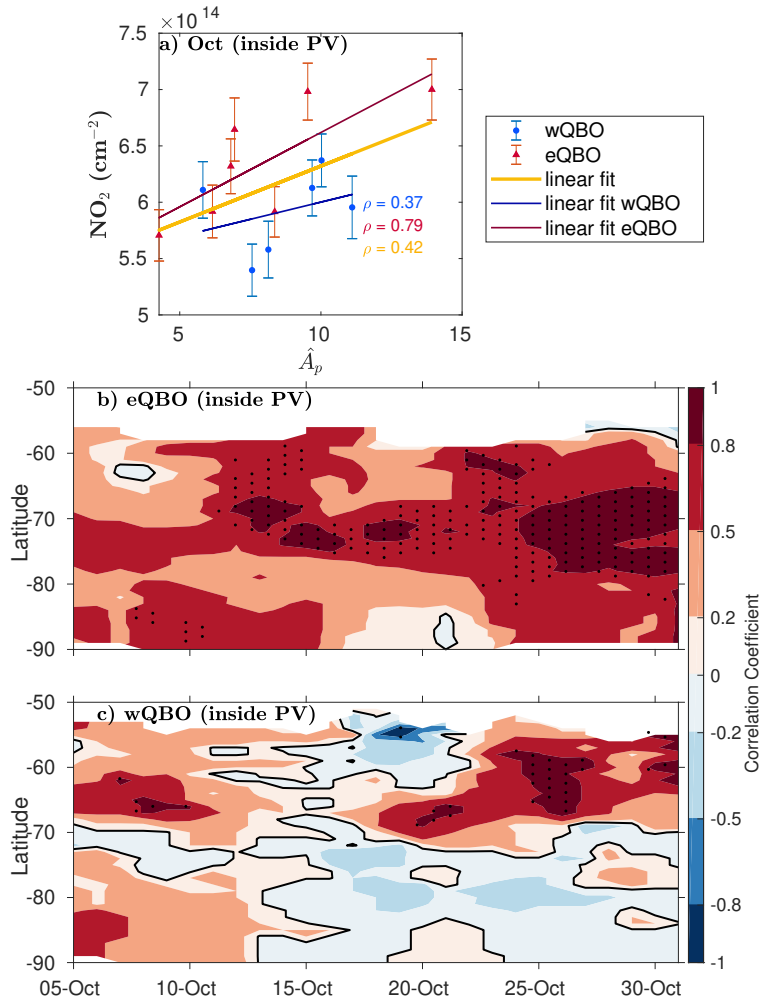 ×10 14
a) Oct (inside PV)
7.5
7
6.5
6
5.5
5
NO2 (cm−2)
ρ = 0.37
ρ = 0.79
ρ = 0.42
5
10
15
Âp
wQBO
eQBO
linear fit
linear fit wQBO
linear fit eQBO
b) eQBO (inside PV)
-50
-60
-70
-80
-90
Latitude
c) wQBO (inside PV)
-50
-60
-70
-80
-90
Latitude
05-Oct
10-Oct
15-Oct
20-Oct
25-Oct
30-Oct
1
0.8
0.5
0.2
0
-0.2
-0.5
-0.8
-1
Correlation Coefficient